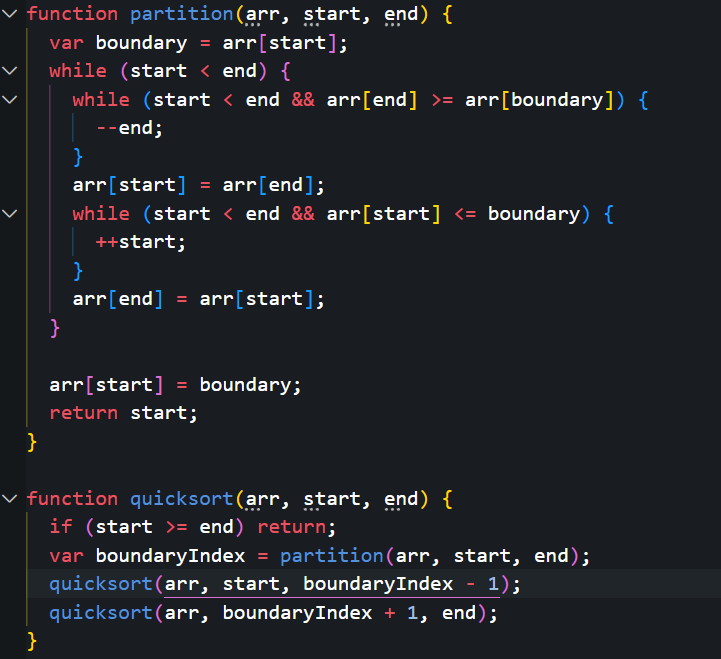 function partition(arr, start, end) {
  var boundary = arr[start];
  while (start < end) {
    while (start < end && arr[end] >= arr[boundary]) {
      --end;
    }
    arr[start] = arr[end];
    while (start < end && arr[start] <= boundary) {
      ++start;
    }
    arr[end] = arr[start];
  }

  arr[start] = boundary;
  return start;
}

function quicksort(arr, start, end) {
  if (start >= end) return;
  var boundaryIndex = partition(arr, start, end);
  quicksort(arr, start, boundaryIndex - 1);
  quicksort(arr, boundaryIndex + 1, end);
}